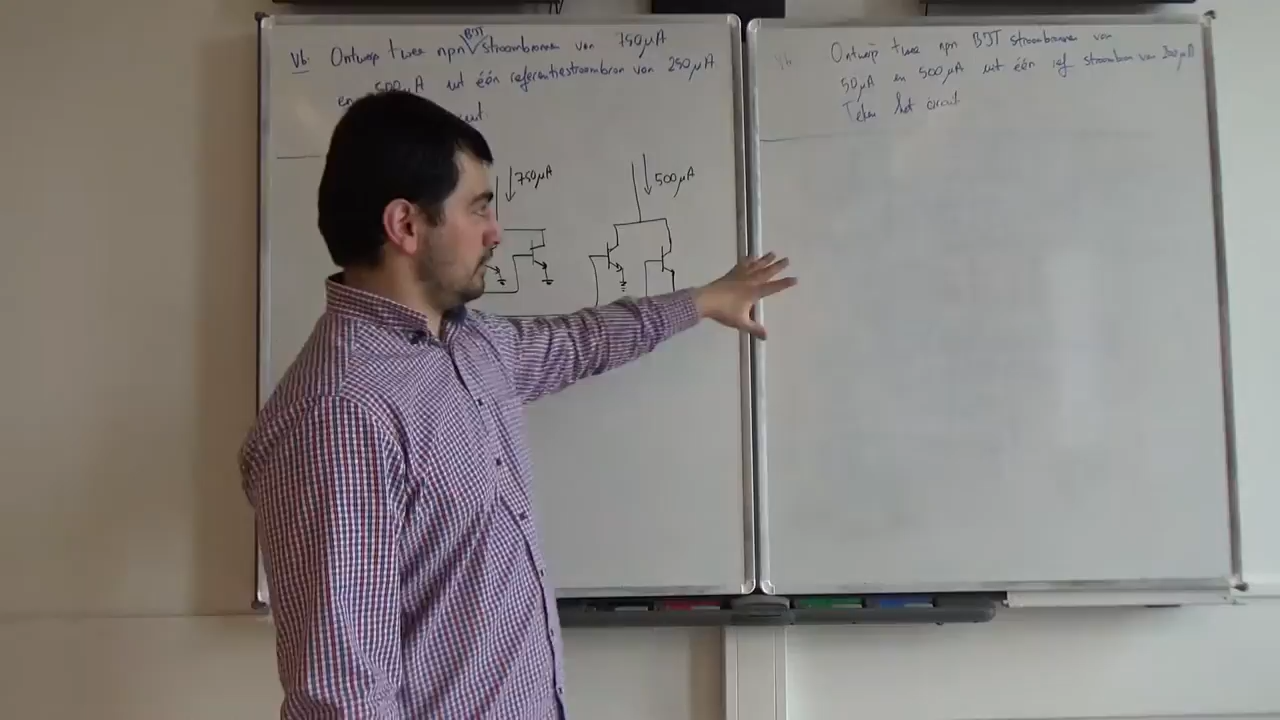 Vb. Ontwerp twee npn BJT stroombronnen van 750μA
en 500μA uit één referentiestroombron van 250μA
750μA
500μA
Vb. Ontwerp twee npn BJT stroombronnen van
50μA en 500μA uit één ref stroombron van
Teken het circuit